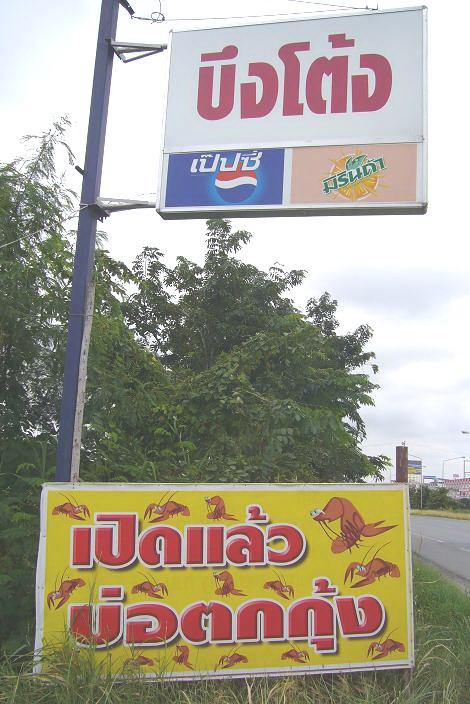 บึงโต้ง
เป๊ปซี่ มิรินด้า
เปิดแล้ว
บ่อตกกุ้ง